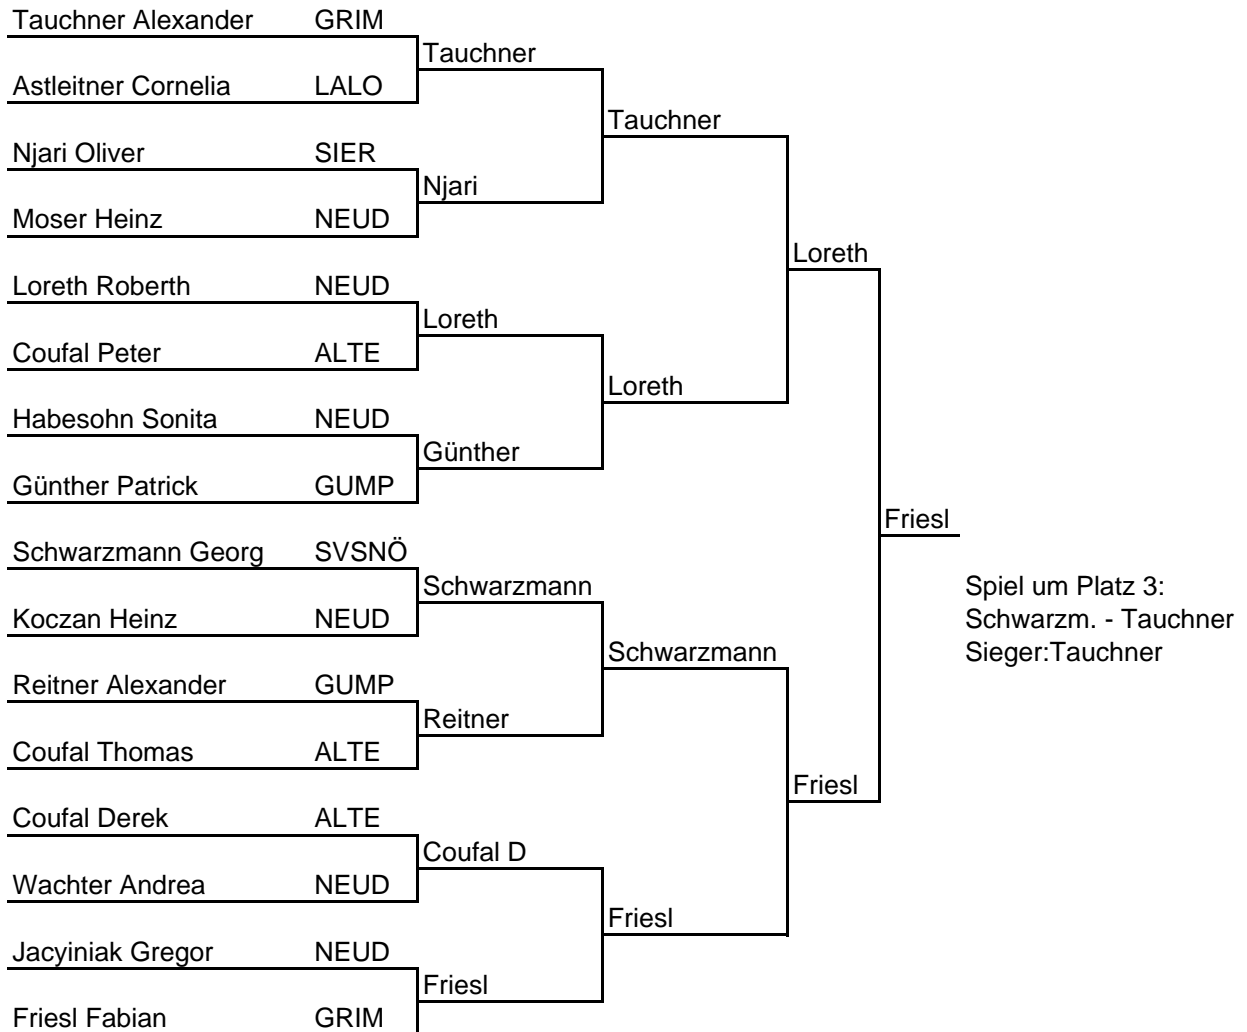 Tauchner Alexander GRIM
Tauchner
Astleitner Cornelia LALO
Tauchner
Njari Oliver SIER
Njari
Moser Heinz NEUD
Loreth
Loreth Roberth NEUD
Loreth
Coufal Peter ALTE
Loreth
Habesohn Sonita NEUD
Günther
Günther Patrick GUMP
Friesl
Schwarzmann Georg SVSNÖ
Schwarzmann
Spiel um Platz 3:
Koczan Heinz NEUD
Schwarzm. - Tauchner
Schwarzmann
Sieger:Tauchner
Reitner Alexander GUMP
Reitner
Coufal Thomas ALTE
Friesl
Coufal Derek ALTE
Coufal D
Wachter Andrea NEUD
Friesl
Jacyiniak Gregor NEUD
Friesl
Friesl Fabian GRIM